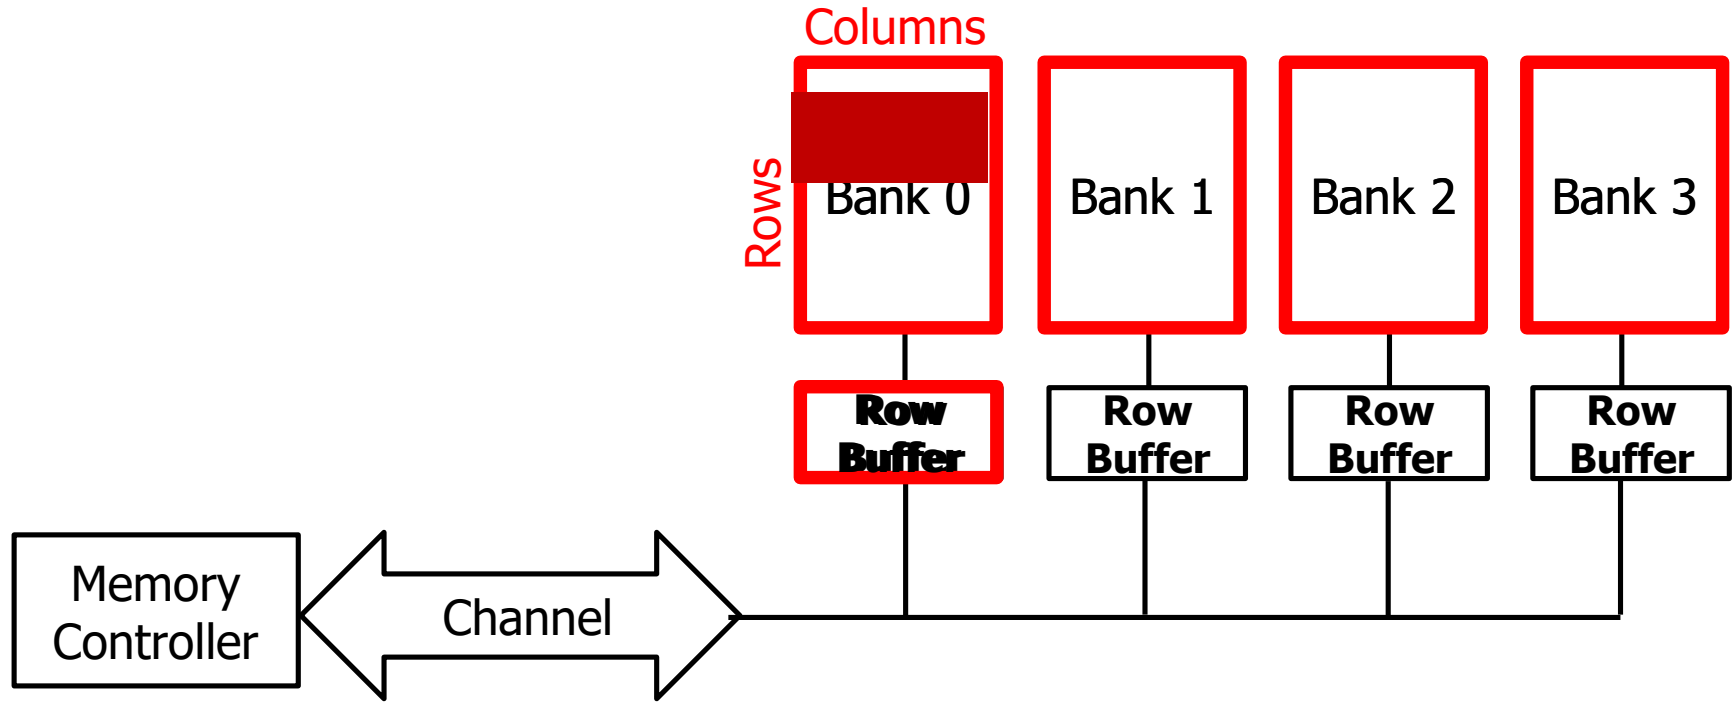 Columns
Rows
Bank 0
Bank 1
Bank 2
Bank 3
Row
Buffer
Row
Buffer
Row
Buffer
Row
Buffer
Memory
Controller
Channel